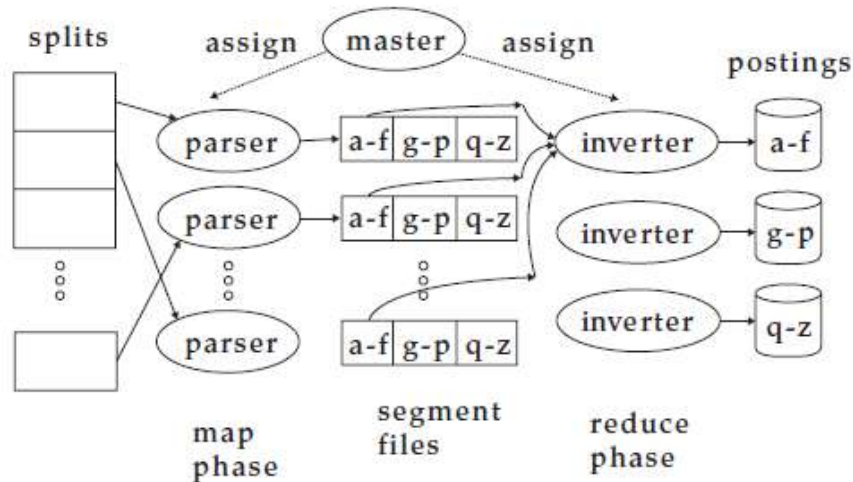 splits
assign
master
assign
postings
parser
a-f g-p q-z
inverter
a-f
parser
a-f g-p q-z
inverter
g-p
parser
a-f g-p q-z
inverter
q-z
map
phase
segment
files
reduce
phase